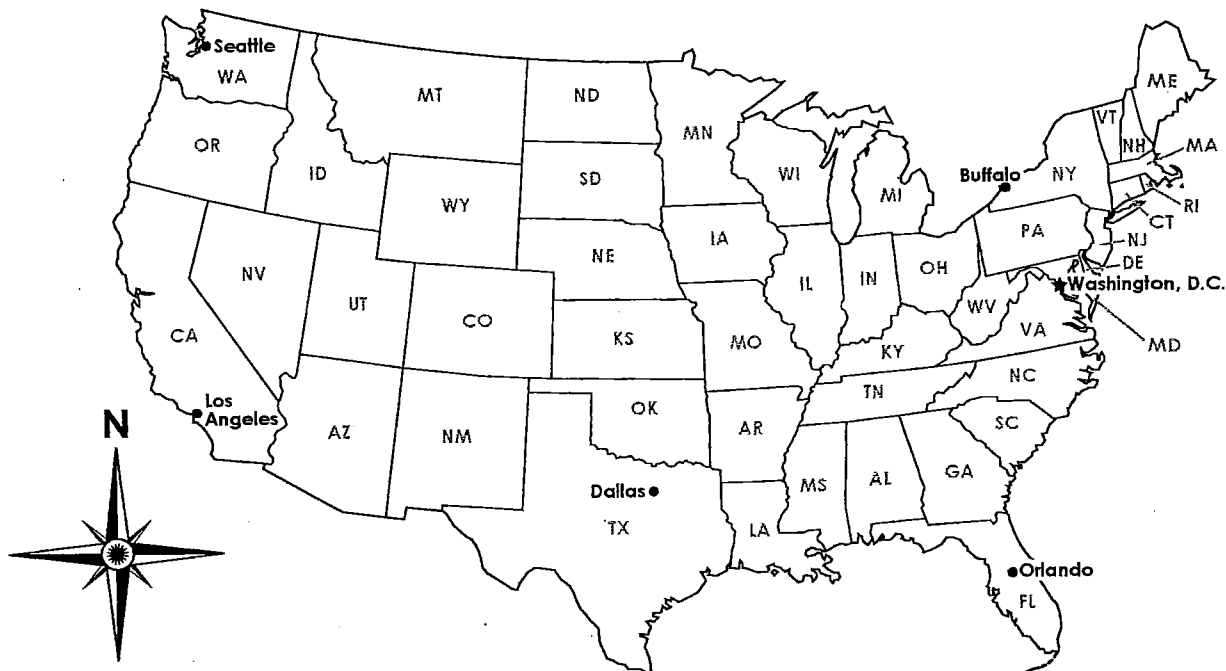 Seattle
WA
MT
ND
MN
ME
VT
NH
MA
OR
ID
SD
WI
MI
Buffalo
NY
RI
CT
WY
IA
PA
NJ
DE
NE
NV
UT
CO
IL
IN
OH
Washington, D.C.
WV
VA
MD
CA
KS
MO
KY
NC
Los
Angeles
N
AZ
NM
OK
AR
TN
SC
MS
AL
GA
Dallas
TX
LA
Orlando
FL